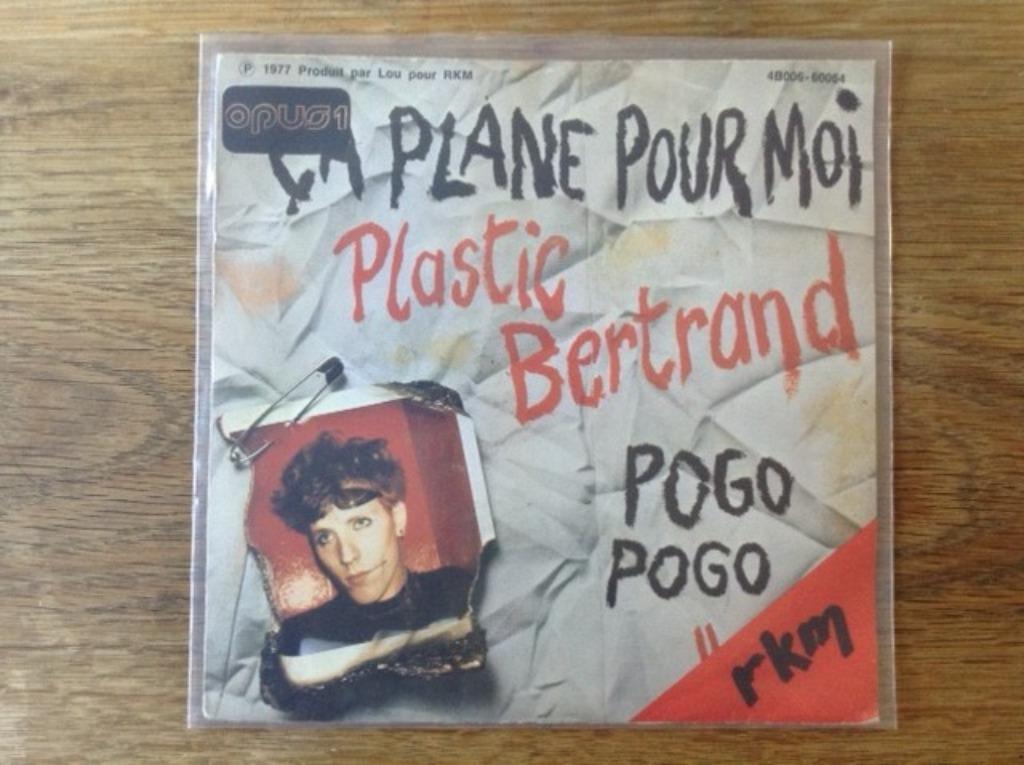 ℗ 1977 Produit par Lou pour RKM
4B006-60064
opus1
ÇA PLANE POUR MOi
Plastic
Bertrand
POGO
POGO
rkm